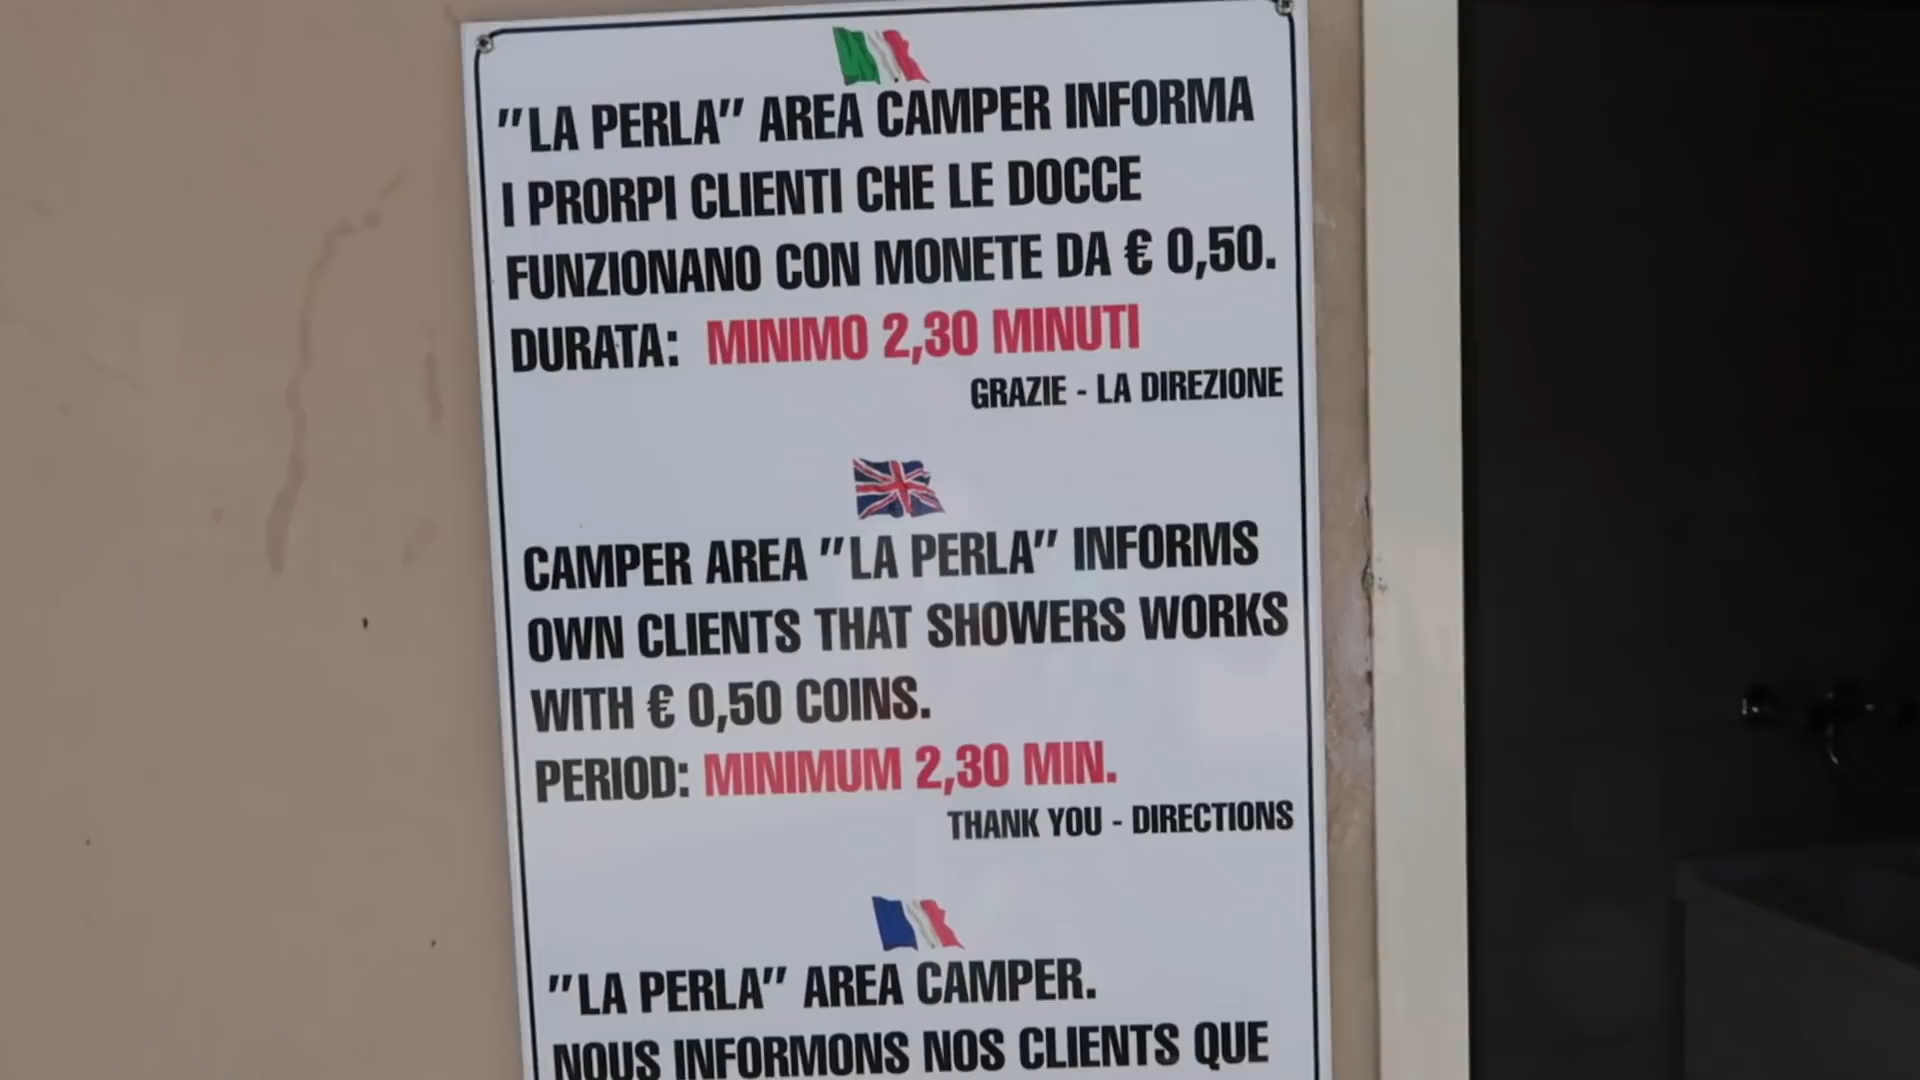 "LA PERLA" AREA CAMPER INFORMA
I PRORPI CLIENTI CHE LE DOCCE
FUNZIONANO CON MONETE DA € 0,50.
DURATA: MINIMO 2,30 MINUTI
GRAZIE - LA DIREZIONE
CAMPER AREA "LA PERLA" INFORMS
OWN CLIENTS THAT SHOWERS WORKS
WITH € 0,50 COINS.
PERIOD: MINIMUM 2,30 MIN.
THANK YOU - DIRECTIONS
"LA PERLA" AREA CAMPER.
NOUS INFORMONS NOS CLIENTS QUE